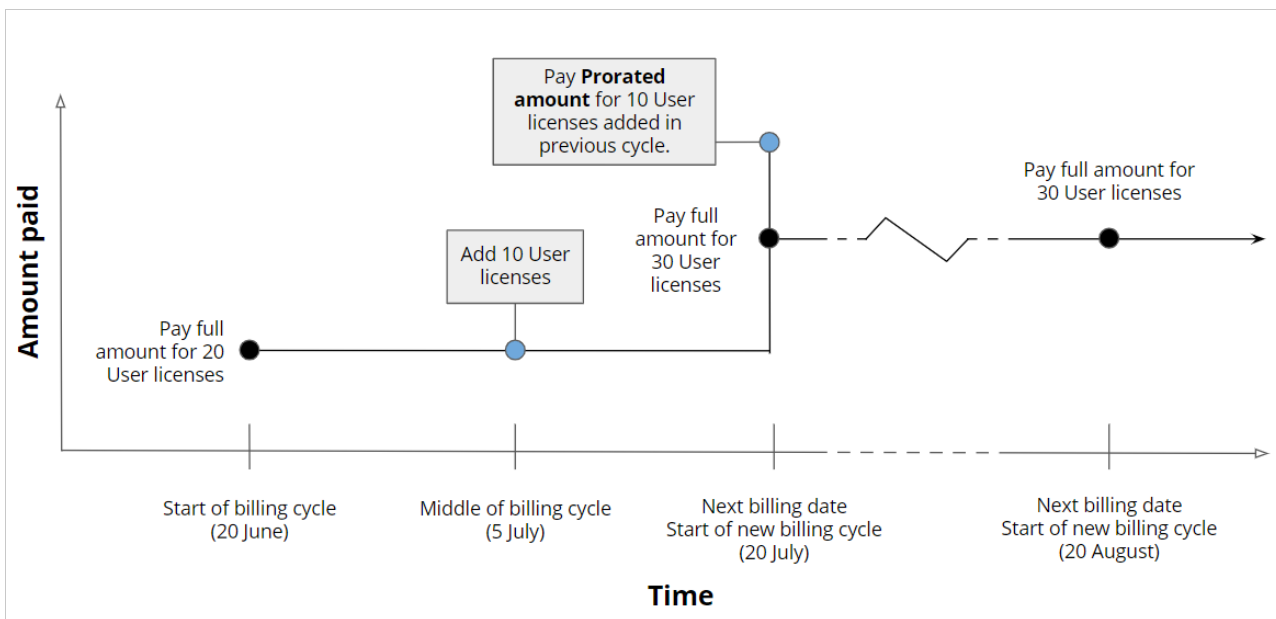 Pay Prorated
amount for 10 User
licenses added in
previous cycle.
Pay full amount for
30 User licenses
Amount paid
Pay full
amount for
30 User
licenses
Add 10 User
licenses
Pay full
amount for 20
User licenses
Start of billing cycle
(20 June)
Middle of billing cycle
(5 July)
Next billing date
Start of new billing cycle
(20 July)
Next billing date
Start of new billing cycle
(20 August)
Time